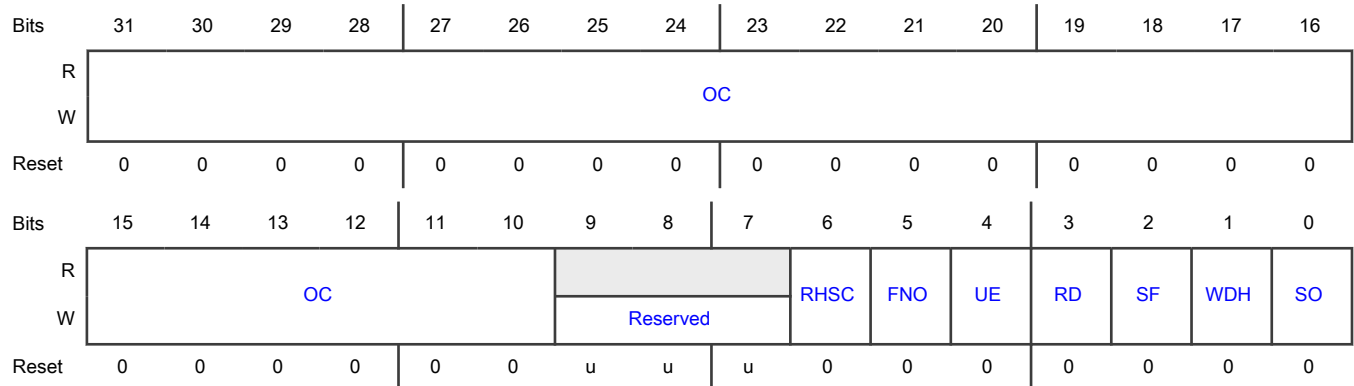 Bits 31 30 29 28 27 26 25 24 23 22 21 20 19 18 17 16
R
OC
W
Reset 0 0 0 0 0 0 0 0 0 0 0 0 0 0 0 0
Bits 15 14 13 12 11 10 9 8 7 6 5 4 3 2 1 0
R
OC RHSC FNO UE RD SF WDH SO
W Reserved
Reset 0 0 0 0 0 0 u u u 0 0 0 0 0 0 0